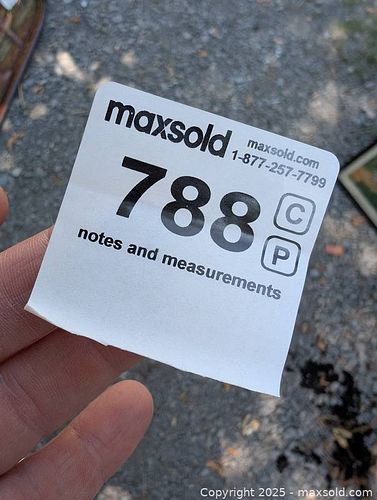 maxsold
maxsold.com
1-877-257-7799
788
C
P
notes and measurements
Copyright 2025 - maxsold.com